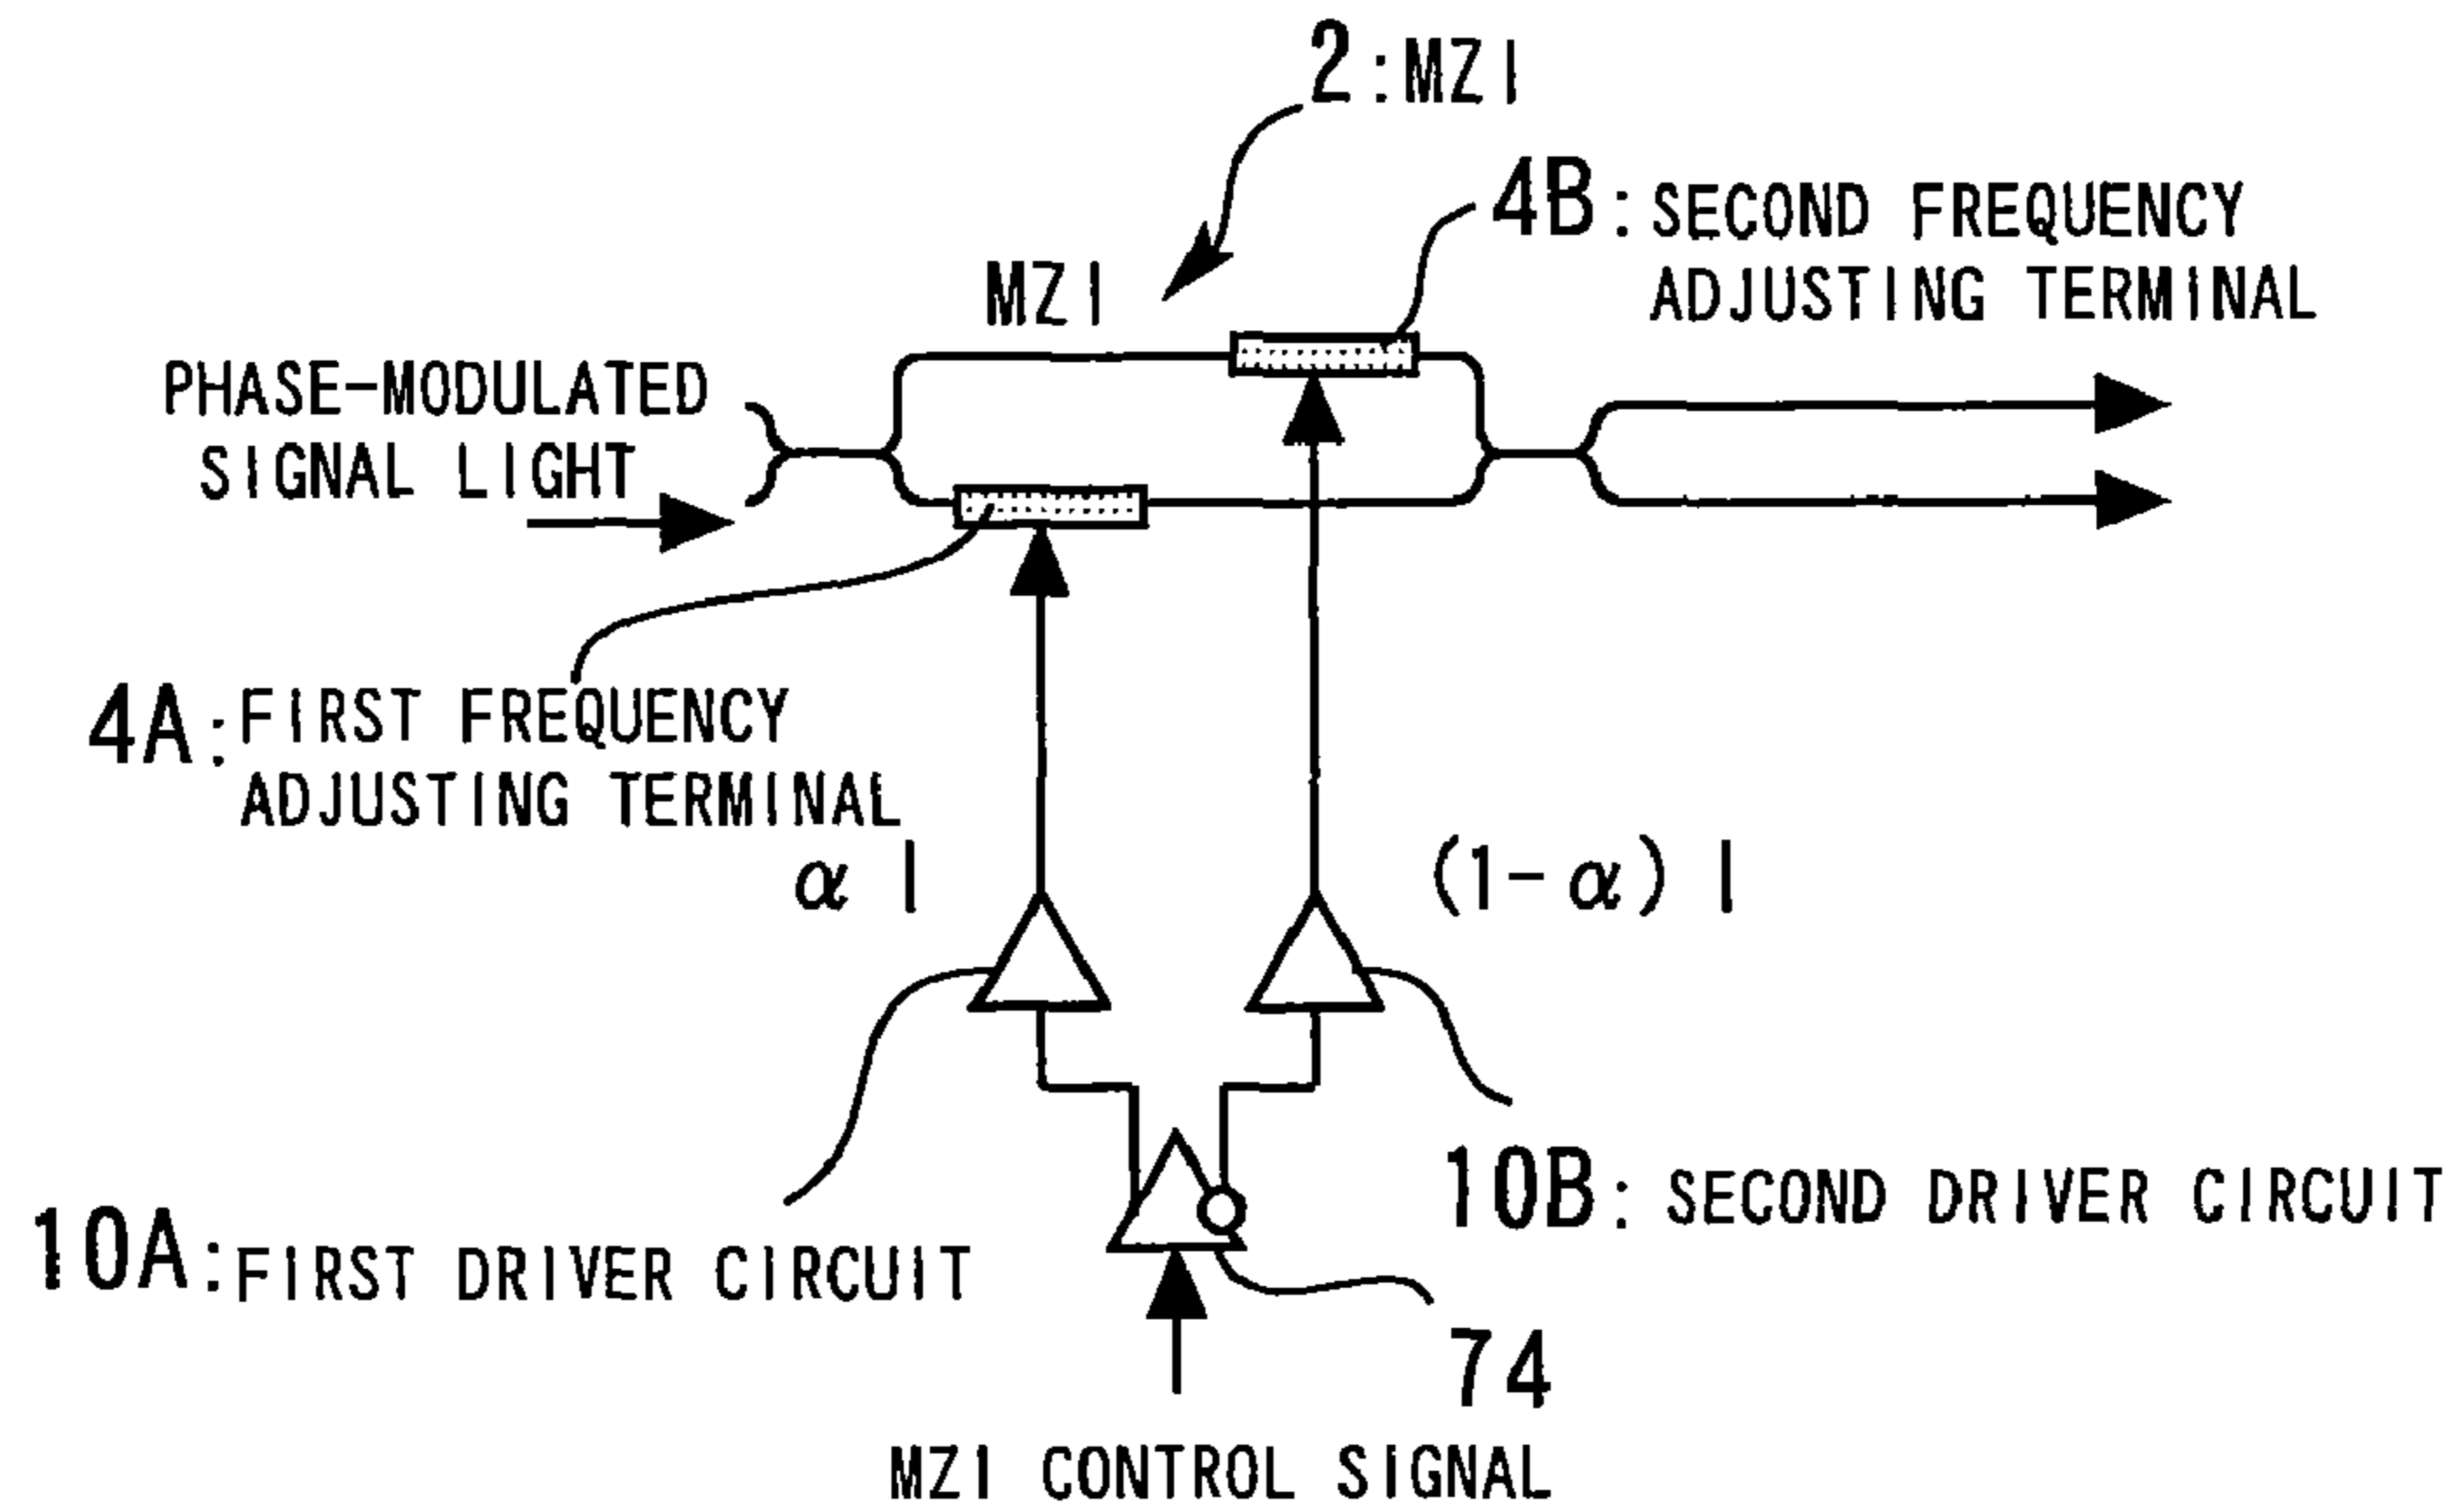 2:MZI
4B: SECOND FREQUENCY
ADJUSTING TERMINAL
MZI
PHASE-MODULATED
SIGNAL LIGHT
4A: FIRST FREQUENCY
ADJUSTING TERMINAL
α I
(1-α) I
10B: SECOND DRIVER CIRCUIT
10A: FIRST DRIVER CIRCUIT
74
MZI CONTROL SIGNAL